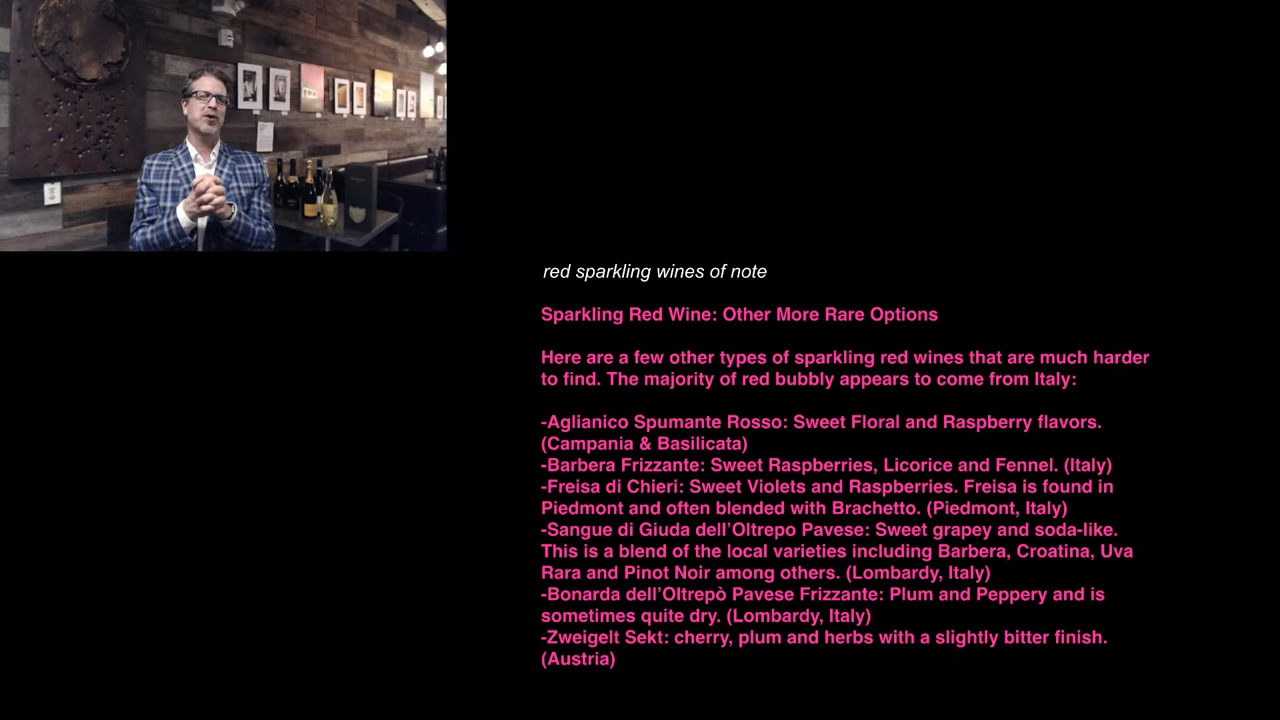 red sparkling wines of note
Sparkling Red Wine: Other More Rare Options
Here are a few other types of sparkling red wines that are much harder
to find. The majority of red bubbly appears to come from Italy:
-Aglianico Spumante Rosso: Sweet Floral and Raspberry flavors.
(Campania & Basilicata)
-Barbera Frizzante: Sweet Raspberries, Licorice and Fennel. (Italy)
-Freisa di Chieri: Sweet Violets and Raspberries. Freisa is found in
Piedmont and often blended with Brachetto. (Piedmont, Italy)
-Sangue di Giuda dell’Oltrepo Pavese: Sweet grapey and soda-like.
This is a blend of the local varieties including Barbera, Croatina, Uva
Rara and Pinot Noir among others. (Lombardy, Italy)
-Bonarda dell’Oltrepò Pavese Frizzante: Plum and Peppery and is
sometimes quite dry. (Lombardy, Italy)
-Zweigelt Sekt: cherry, plum and herbs with a slightly bitter finish.
(Austria)